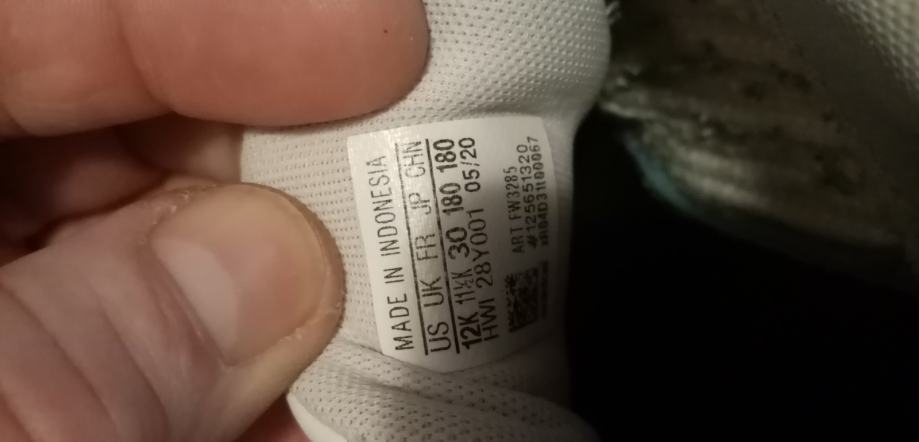 MADE IN INDONESIA
US UK FR JP CHN
12K 11½K 30 180 180
HWI 28Y001 05/20
ART FW3285
#125651320